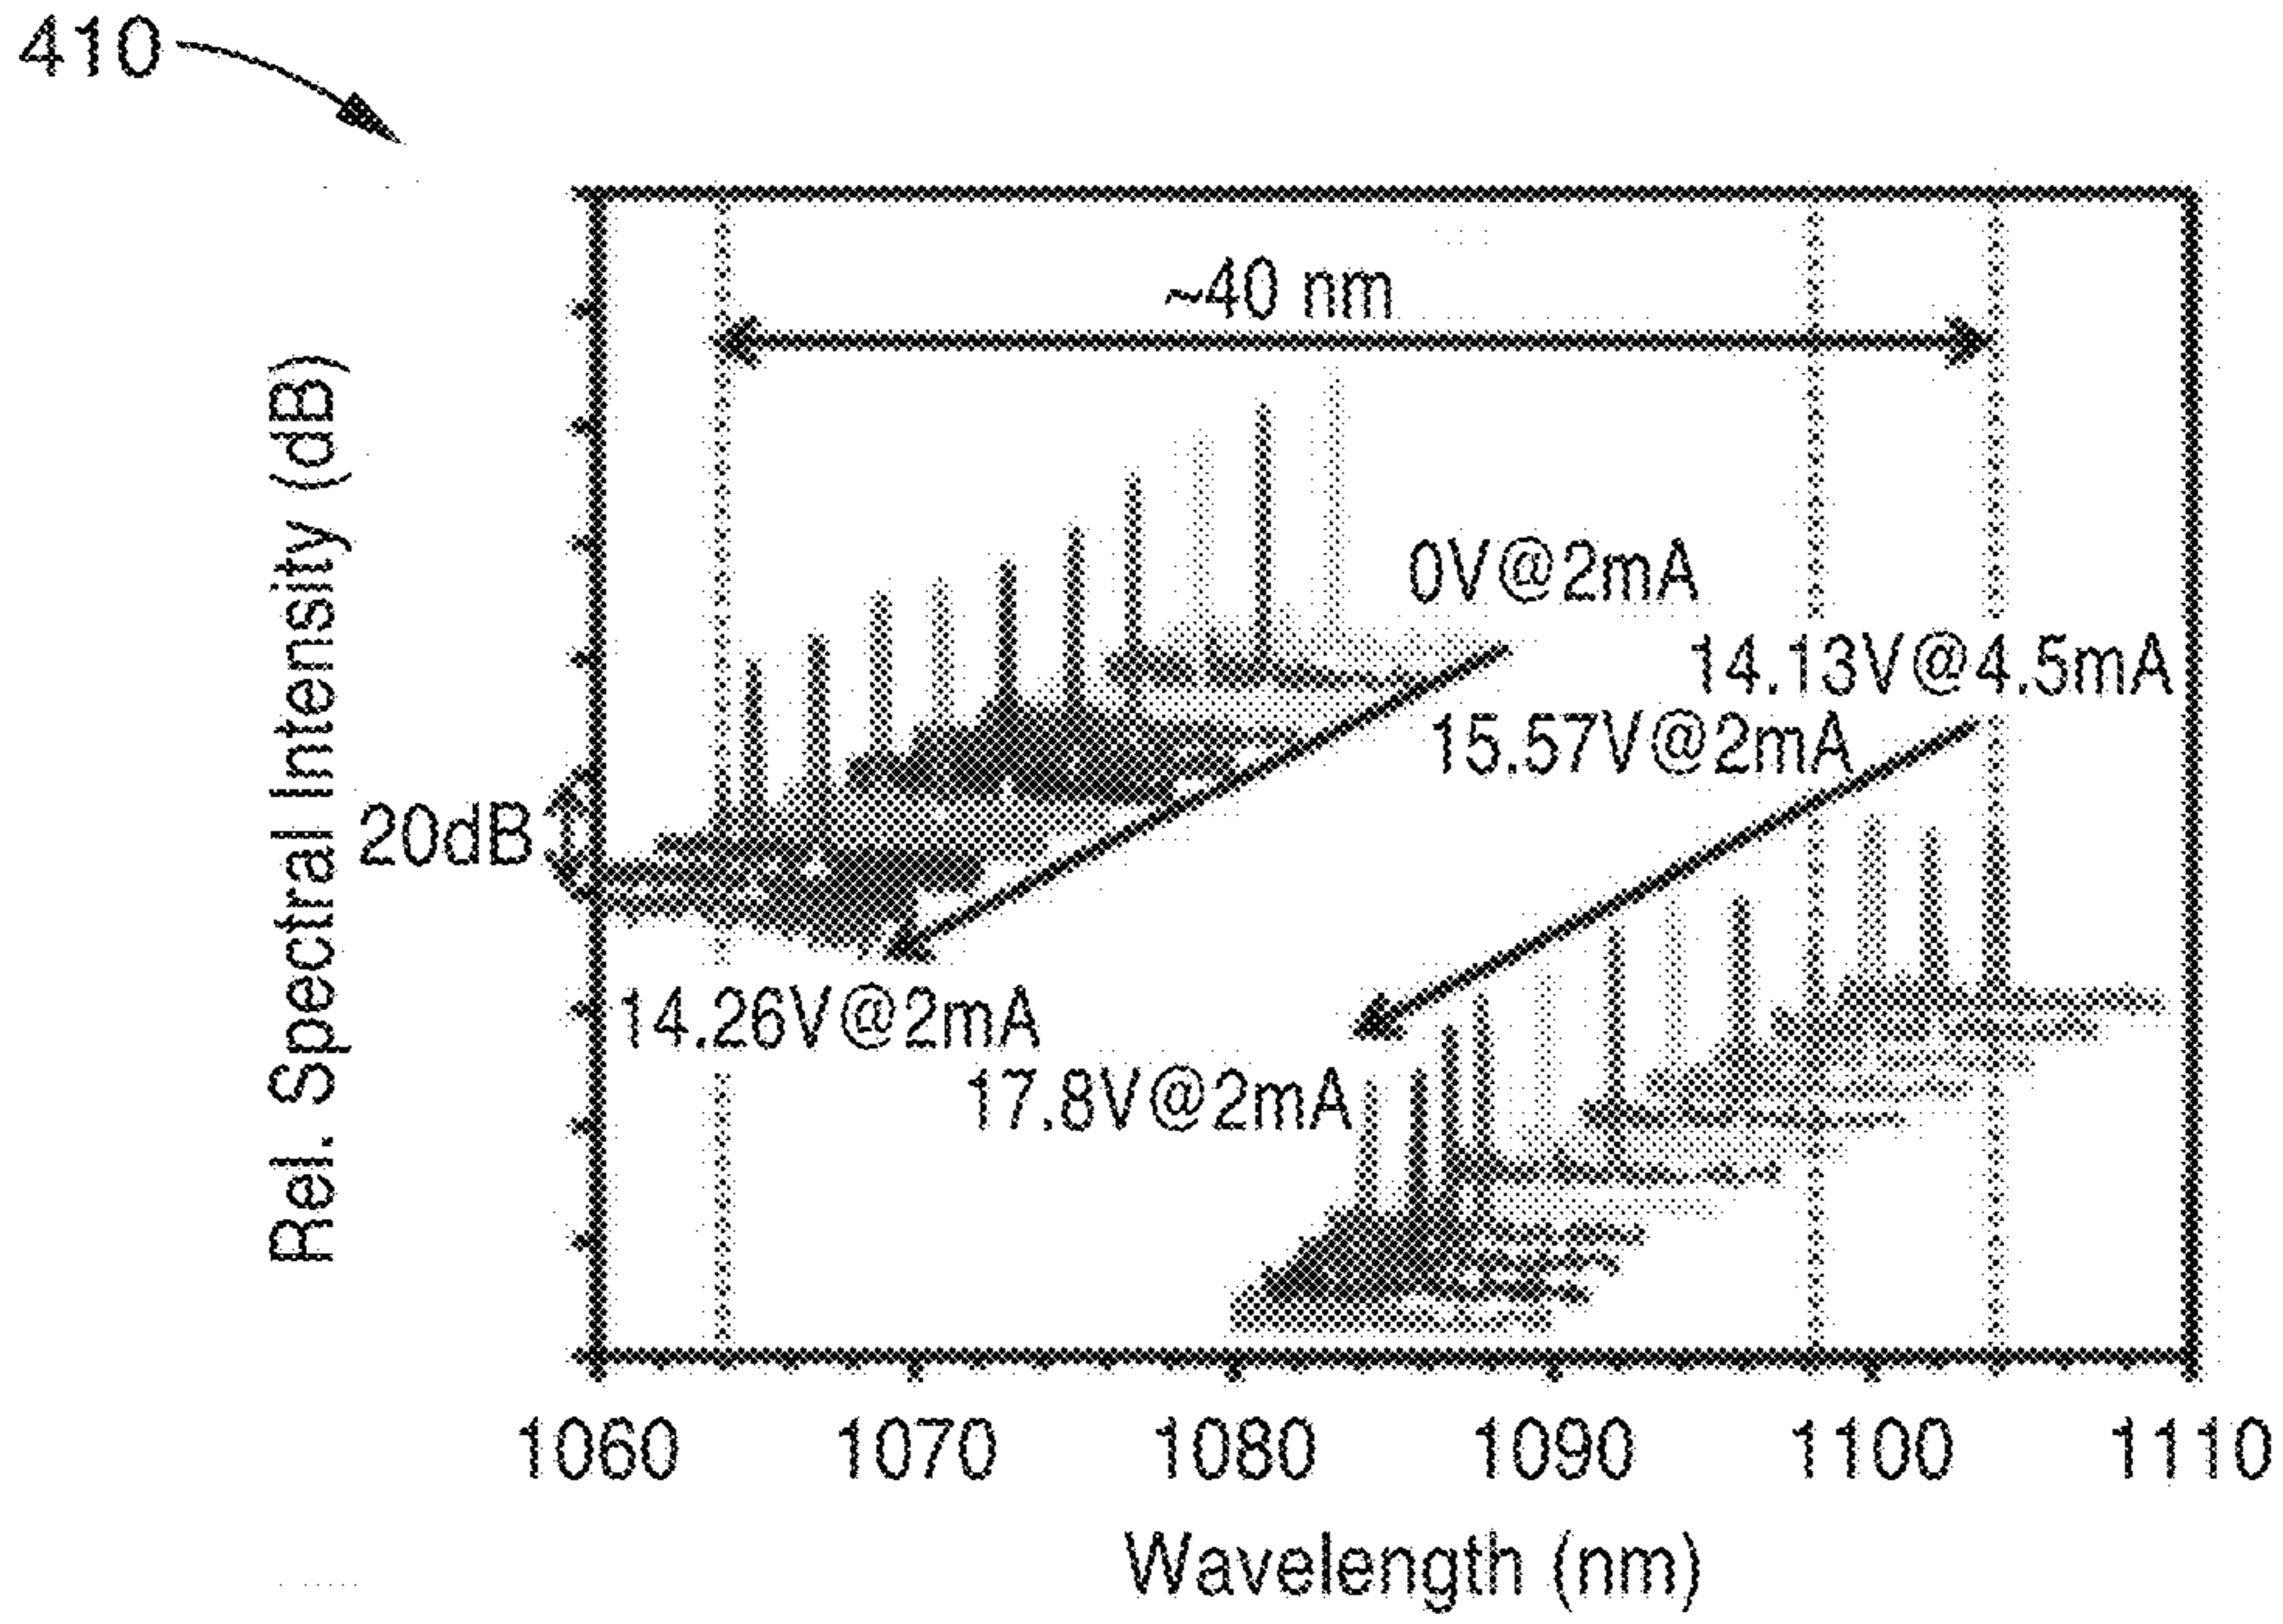 410
~40 nm
0V@2mA
14.13V@4.5mA
15.57V@2mA
20dB
14.26V@2mA
17.8V@2mA
Rel. Spectral Intensity (dB)
1060 1070 1080 1090 1100 1110
Wavelength (nm)